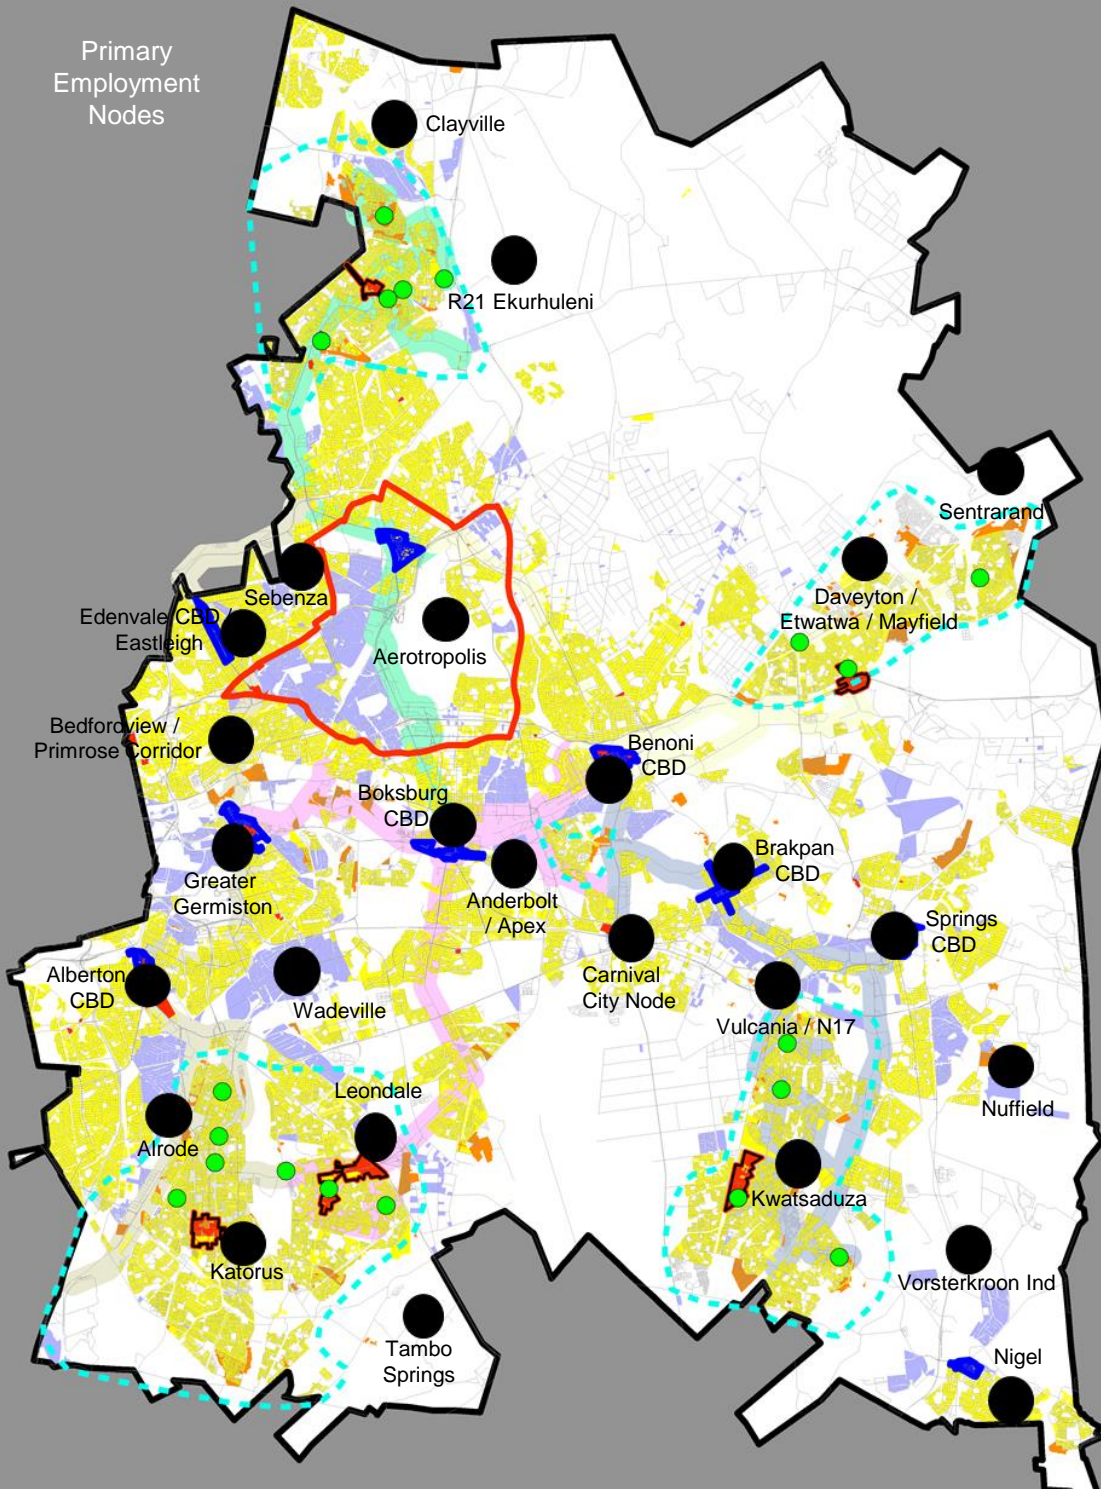 Primary
Employment
Nodes
Clayville
R21 Ekurhuleni
Sentrarand
Daveyton /
Etwatwa / Mayfield
Sebenza
Edenvale CBD /
Eastleigh
Aerotropolis
Bedfordview /
Primrose Corridor
Benoni
CBD
Boksburg
CBD
Brakpan
CBD
Greater
Germiston
Anderbolt
/ Apex
Springs
CBD
Carnival
City Node
Alberton
CBD
Wadeville
Vulcania / N17
Leondale
Nuffield
Alrode
Kwatsaduza
Katorus
Vorsterkroon Ind
Tambo
Springs
Nigel